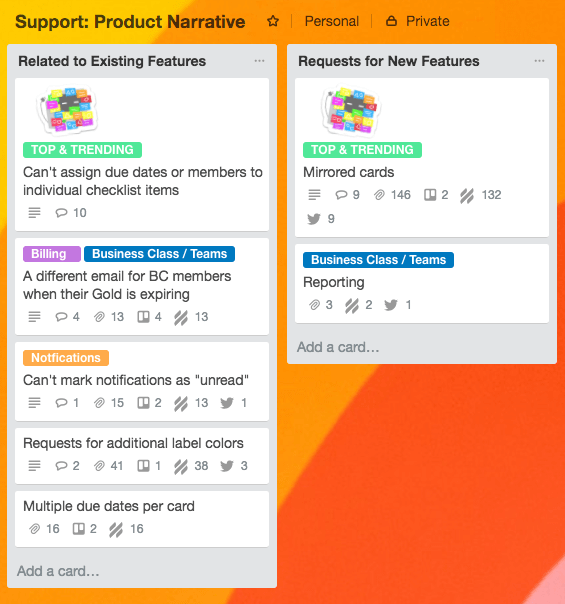 Support: Product Narrative
Personal
Private
Related to Existing Features
TOP & TRENDING
Can't assign due dates or members to
individual checklist items
10
Billing
Business Class / Teams
A different email for BC members
when their Gold is expiring
4 13 4 13
Notfications
Can't mark notifications as "unread"
1 15 2 13 1
Requests for additional label colors
2 41 1 38 3
Multiple due dates per card
16 2 16
Add a card…
Requests for New Features
TOP & TRENDING
Mirrored cards
9 146 2 132
9
Business Class / Teams
Reporting
3 2 1
Add a card…